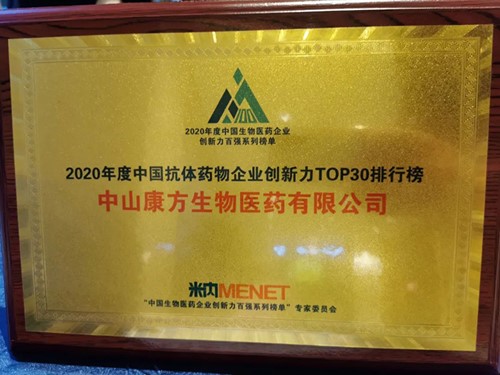 100
2020年度中国生物医药企业
创新力百强系列榜单
2020年度中国抗体药物企业创新力TOP30排行榜
中山康方生物医药有限公司
米内MENET
“中国生物医药企业创新力百强系列榜单”专家委员会